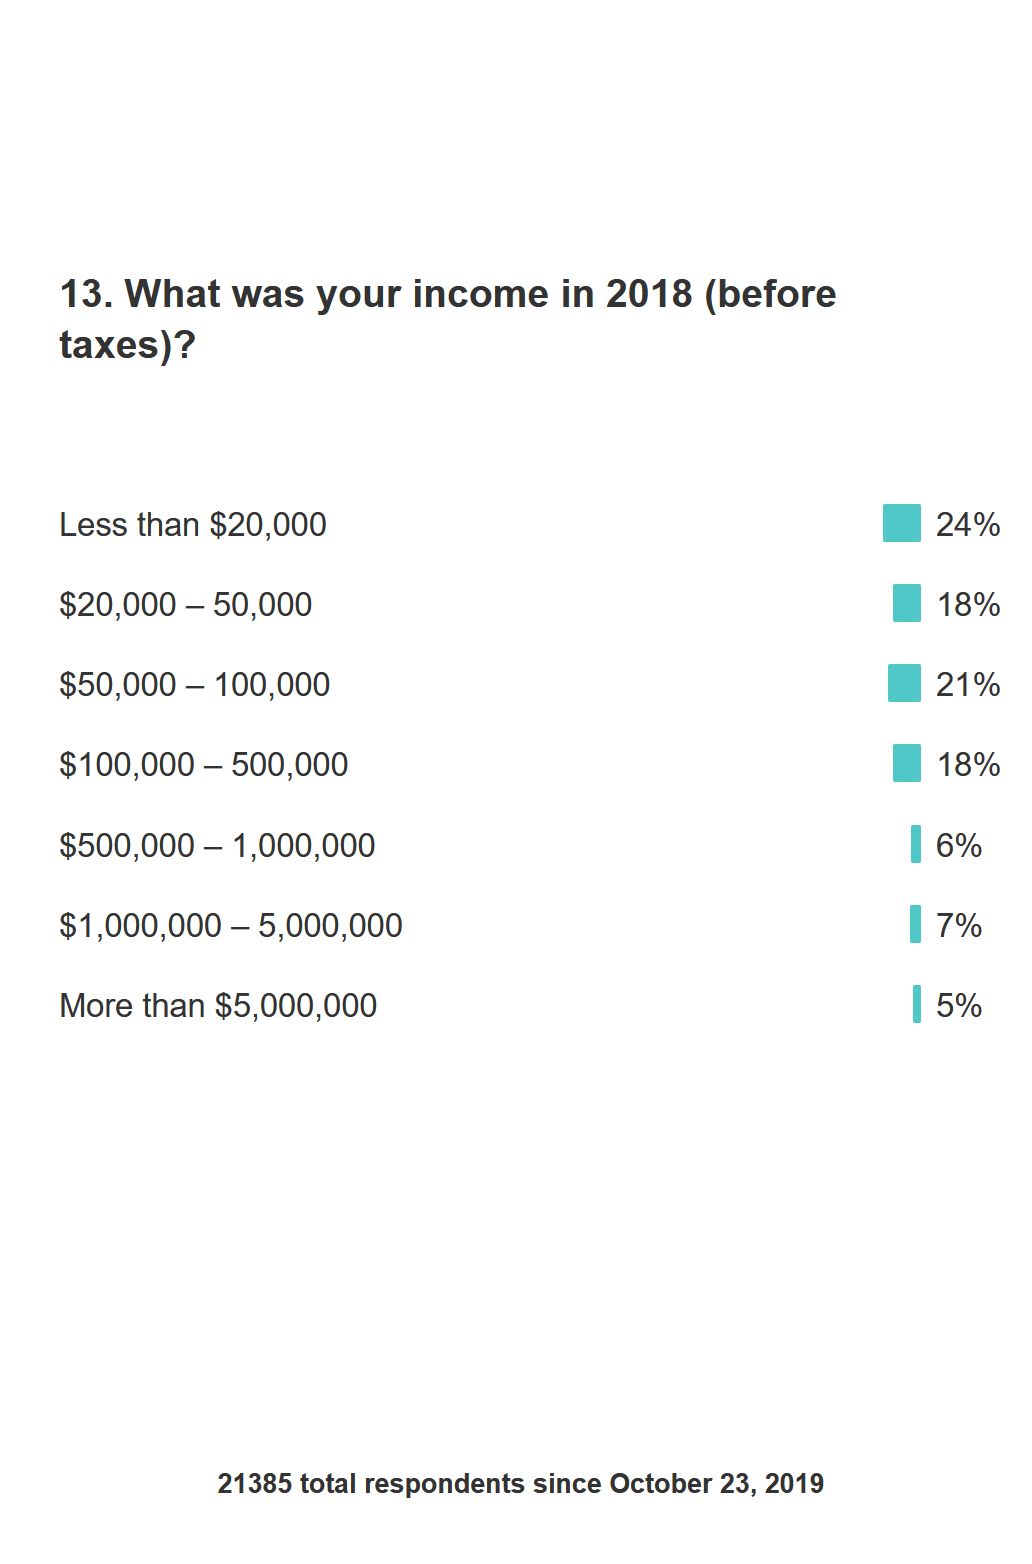 13. What was your income in 2018 (before
taxes)?
Less than $20,000 24%
$20,000 – 50,000 18%
$50,000 – 100,000 21%
$100,000 – 500,000 18%
$500,000 – 1,000,000 6%
$1,000,000 – 5,000,000 7%
More than $5,000,000 5%
21385 total respondents since October 23, 2019